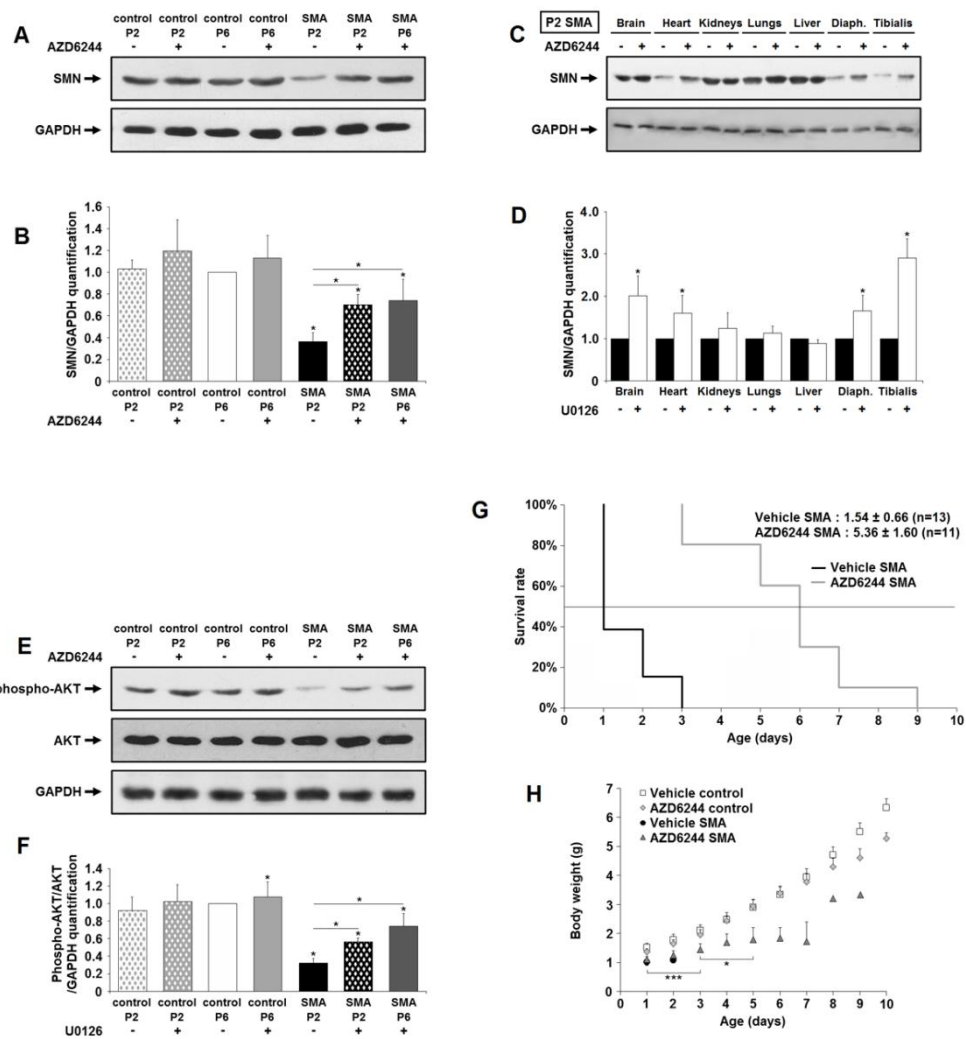 A
control control control control SMA SMA SMA
P2 P2 P6 P6 P2 P2 P6
AZD6244 - + - + - + +
SMN
GAPDH
B
SMN/GAPDH quantification
1.6
1.4
1.2
1.0
0.8
0.6
0.4
0.2
0
* * * * *
control control control control SMA SMA SMA
P2 P2 P6 P6 P2 P2 P6
AZD6244 - + - + - + +
C
P2 SMA
Brain Heart Kidneys Lungs Liver Diaph. Tibialis
AZD6244 - + - + - + - + - + - + - +
SMN
GAPDH
D
SMN/GAPDH quantification
4.0
3.0
2.0
1.0
0
* * * *
Brain Heart Kidneys Lungs Liver Diaph. Tibialis
U0126 - + - + - + - + - + - + - +
E
control control control control SMA SMA SMA
P2 P2 P6 P6 P2 P2 P6
AZD6244 - + - + - + +
phospho-AKT
AKT
GAPDH
F
Phospho-AKT/AKT
/GAPDH quantification
1.4
1.2
1.0
0.8
0.6
0.4
0.2
0
* * * * * *
control control control control SMA SMA SMA
P2 P2 P6 P6 P2 P2 P6
U0126 - + - + - + +
G
Survival rate
100%
80%
60%
40%
20%
0%
Vehicle SMA : 1.54 ± 0.66 (n=13)
AZD6244 SMA : 5.36 ± 1.60 (n=11)
Vehicle SMA
AZD6244 SMA
0 1 2 3 4 5 6 7 8 9 10
Age (days)
H
Body weight (g)
7
6
5
4
3
2
1
0
Vehicle control
AZD6244 control
Vehicle SMA
AZD6244 SMA
***
*
0 1 2 3 4 5 6 7 8 9 10
Age (days)